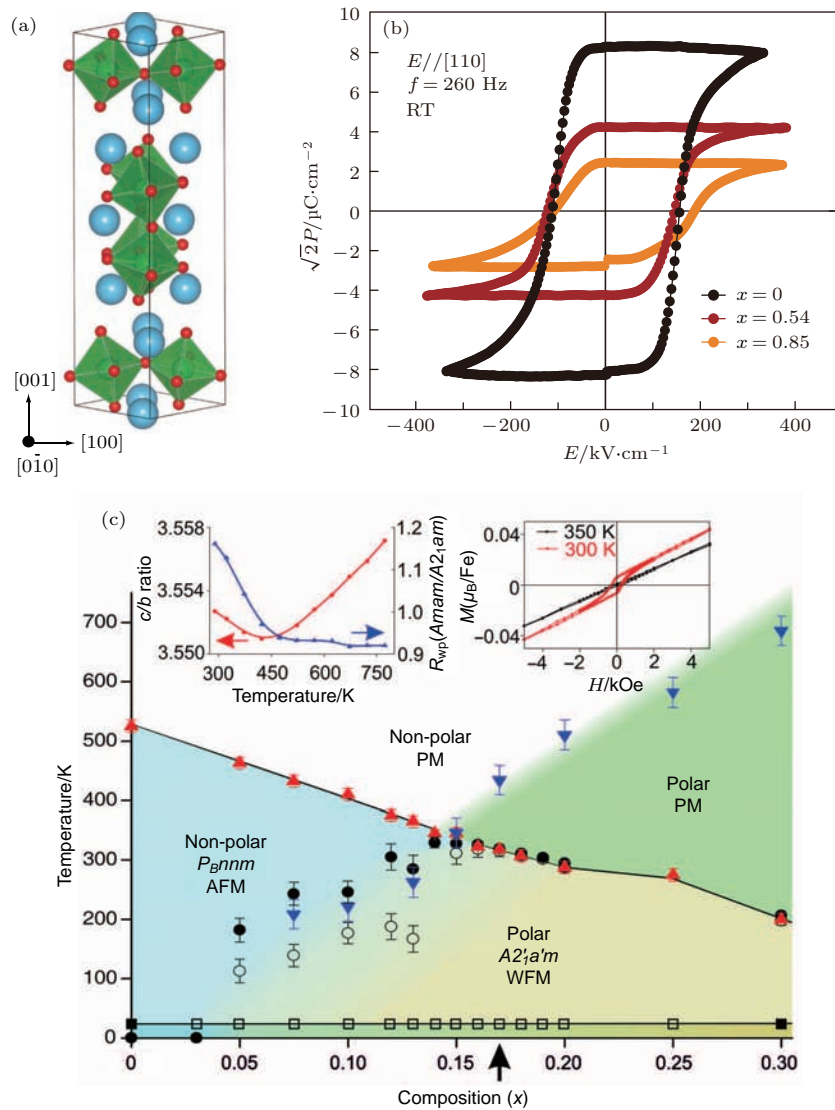 (a)
[001]
[100]
[01̄0]
(b)
E//[110]
f = 260 Hz
RT
√2P/μC·cm⁻²
10
8
6
4
2
0
−2
−4
−6
−8
−10
x = 0
x = 0.54
x = 0.85
−400 −200 0 200 400
E/kV·cm⁻¹
(c)
c/b ratio
3.558
3.554
3.550
1.2
1.1
1.0
0.9
R_wp(Amam/A2₁am)
300 450 600 750
Temperature/K
M(μ_B/Fe)
0.04
0
−0.04
350 K
300 K
−4 −2 0 2 4
H/kOe
Temperature/K
700
600
500
400
300
200
100
0
Non-polar
PM
Polar
PM
Non-polar
P_Bnnm
AFM
Polar
A2₁'a'm
WFM
0 0.05 0.10 0.15 0.20 0.25 0.30
Composition (x)